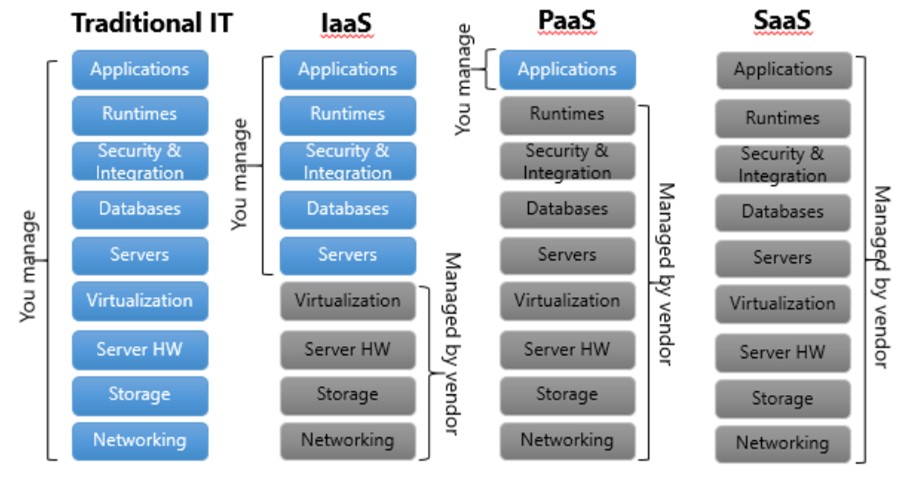 Traditional IT
Applications
Runtimes
Security &
Integration
Databases
Servers
Virtualization
Server HW
Storage
Networking
You manage
IaaS
Applications
Runtimes
Security &
Integration
Databases
Servers
Virtualization
Server HW
Storage
Networking
You manage
Managed by vendor
PaaS
Applications
Runtimes
Security &
Integration
Databases
Servers
Virtualization
Server HW
Storage
Networking
You manage
Managed by vendor
SaaS
Applications
Runtimes
Security &
Integration
Databases
Servers
Virtualization
Server HW
Storage
Networking
Managed by vendor